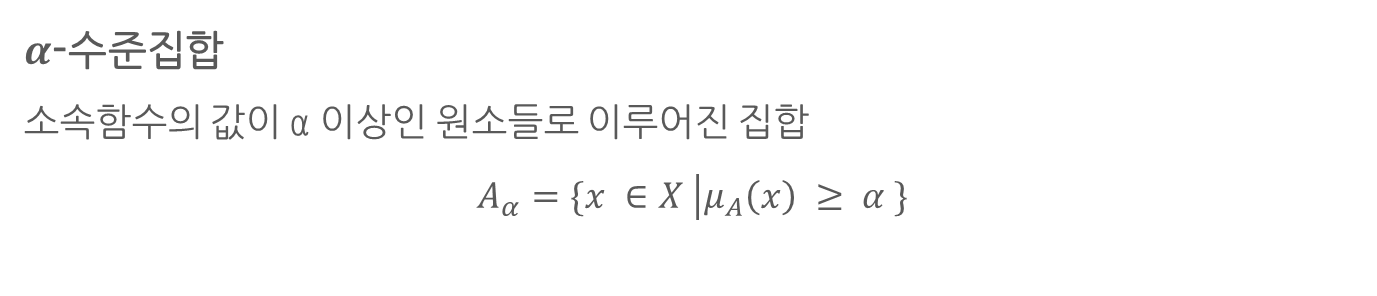 α-수준집합
소속함수의 값이 α 이상인 원소들로 이루어진 집합
A_α = {x ∈ X | μ_A(x) ≥ α }